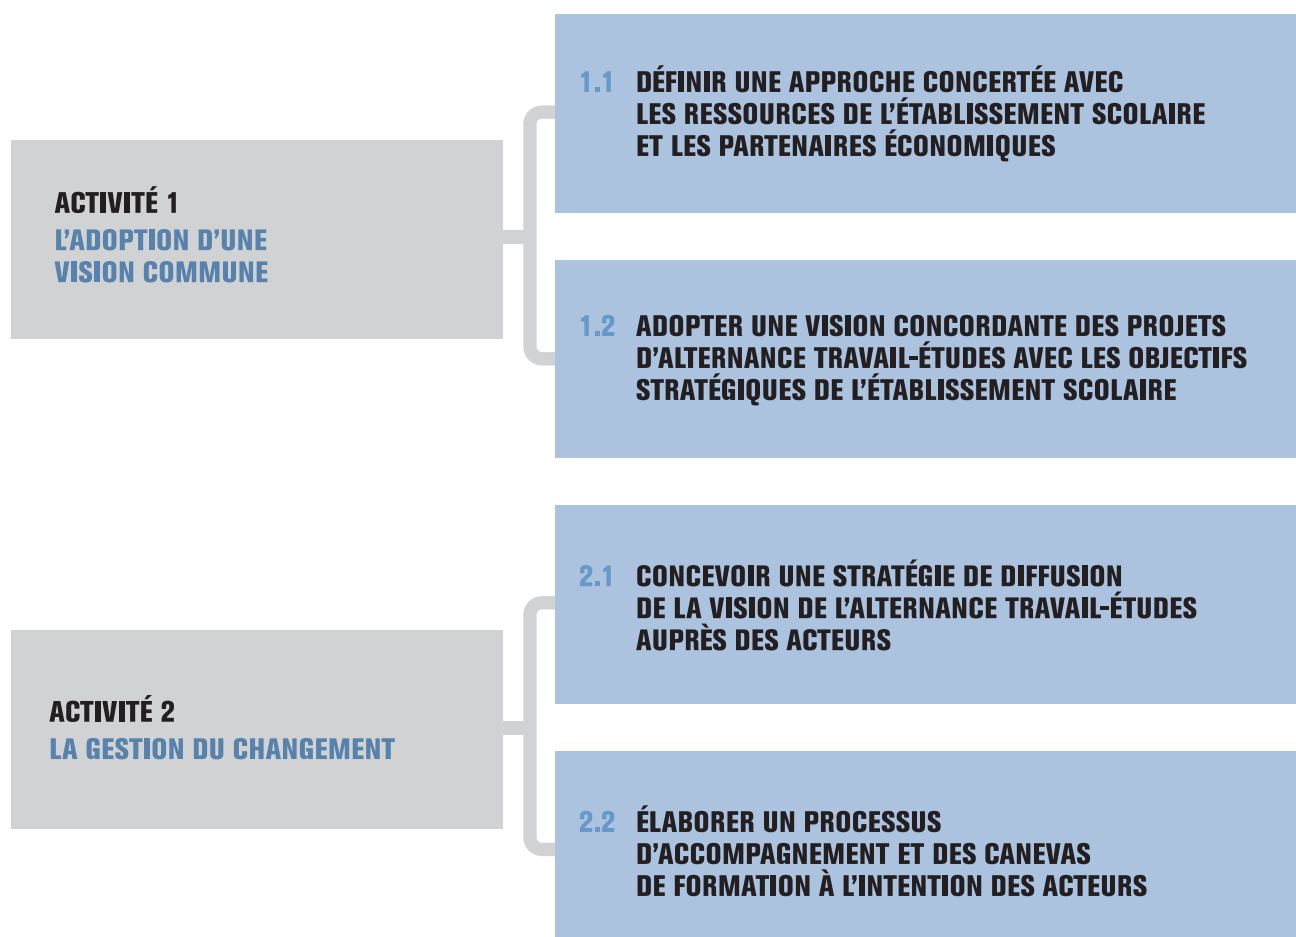 ACTIVITÉ 1
L'ADOPTION D'UNE
VISION COMMUNE
1.1 DÉFINIR UNE APPROCHE CONCERTÉE AVEC
LES RESSOURCES DE L'ÉTABLISSEMENT SCOLAIRE
ET LES PARTENAIRES ÉCONOMIQUES
1.2 ADOPTER UNE VISION CONCORDANTE DES PROJETS
D'ALTERNANCE TRAVAIL-ÉTUDES AVEC LES OBJECTIFS
STRATÉGIQUES DE L'ÉTABLISSEMENT SCOLAIRE
ACTIVITÉ 2
LA GESTION DU CHANGEMENT
2.1 CONCEVOIR UNE STRATÉGIE DE DIFFUSION
DE LA VISION DE L'ALTERNANCE TRAVAIL-ÉTUDES
AUPRÈS DES ACTEURS
2.2 ÉLABORER UN PROCESSUS
D'ACCOMPAGNEMENT ET DES CANEVAS
DE FORMATION À L'INTENTION DES ACTEURS